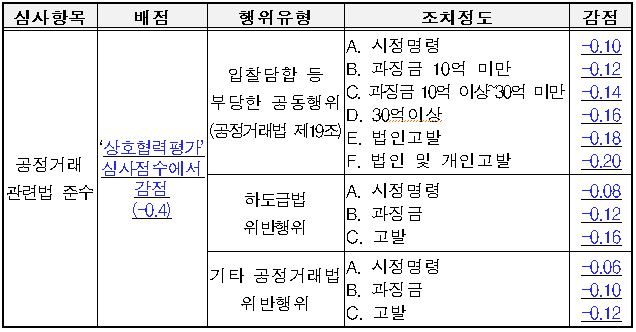 심사항목 배점 행위유형 조치정도 감점
공정거래
관련법 준수
‘상호협력평가’
심사점수에서
감점
(-0.4)
입찰담합 등
부당한 공동행위
(공정거래법 제19조)
A. 시정명령 -0.10
B. 과징금 10억 미만 -0.12
C. 과징금 10억 이상~30억 미만 -0.14
D. 30억이상 -0.16
E. 법인고발 -0.18
F. 법인 및 개인고발 -0.20
하도급법
위반행위
A. 시정명령 -0.08
B. 과징금 -0.12
C. 고발 -0.16
기타 공정거래법
위반행위
A. 시정명령 -0.06
B. 과징금 -0.10
C. 고발 -0.12